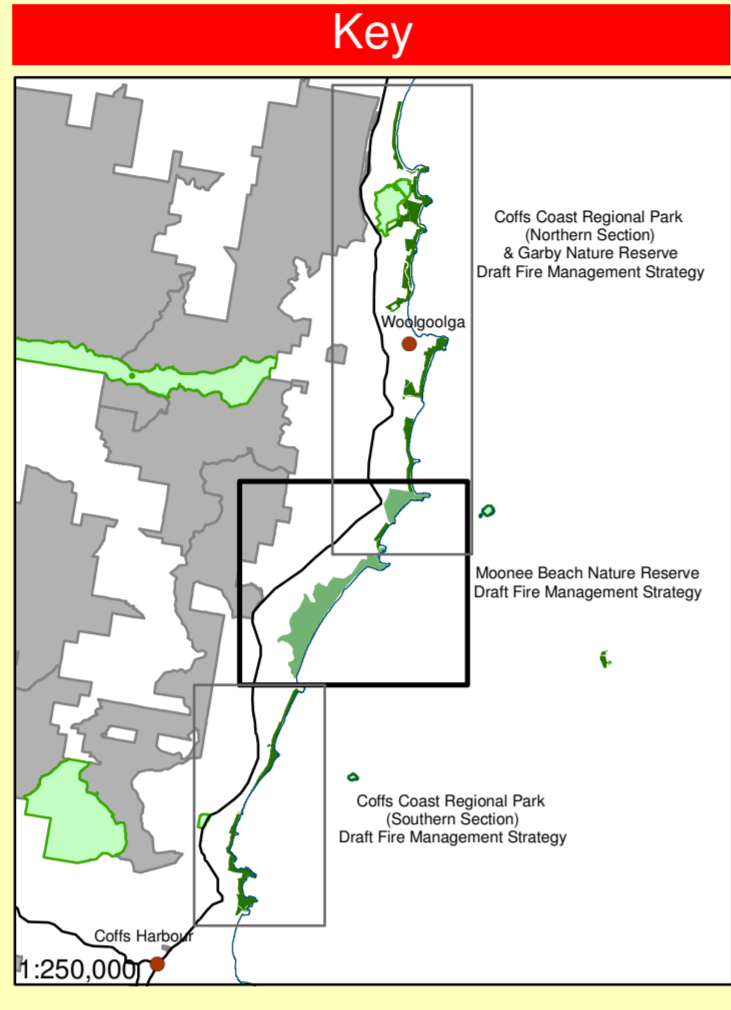 Key
Coffs Coast Regional Park
(Northern Section)
& Garby Nature Reserve
Draft Fire Management Strategy
Woolgoolga
Moonee Beach Nature Reserve
Draft Fire Management Strategy
Coffs Coast Regional Park
(Southern Section)
Draft Fire Management Strategy
Coffs Harbour
1:250,000